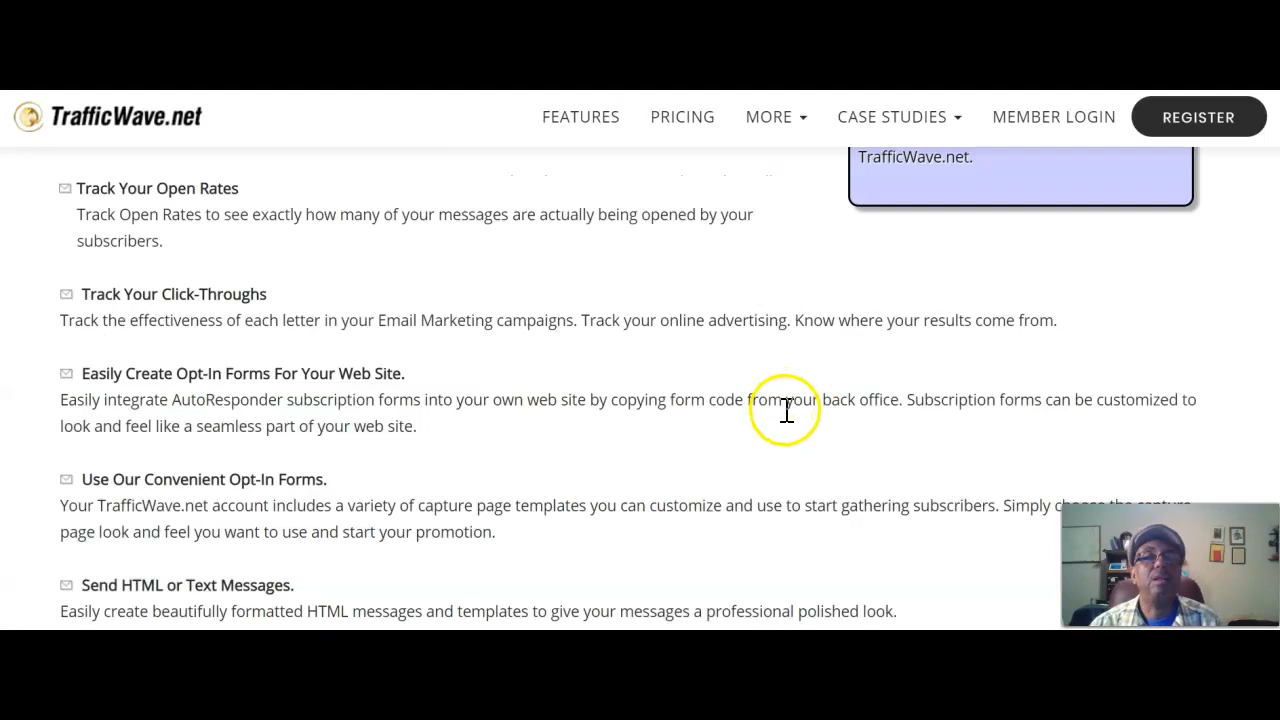 TrafficWave.net
FEATURES PRICING MORE CASE STUDIES MEMBER LOGIN REGISTER
TrafficWave.net.
Track Your Open Rates
Track Open Rates to see exactly how many of your messages are actually being opened by your
subscribers.
Track Your Click-Throughs
Track the effectiveness of each letter in your Email Marketing campaigns. Track your online advertising. Know where your results come from.
Easily Create Opt-In Forms For Your Web Site.
Easily integrate AutoResponder subscription forms into your own web site by copying form code from your back office. Subscription forms can be customized to
look and feel like a seamless part of your web site.
Use Our Convenient Opt-In Forms.
Your TrafficWave.net account includes a variety of capture page templates you can customize and use to start gathering subscribers. Simply choose the capture
page look and feel you want to use and start your promotion.
Send HTML or Text Messages.
Easily create beautifully formatted HTML messages and templates to give your messages a professional polished look.